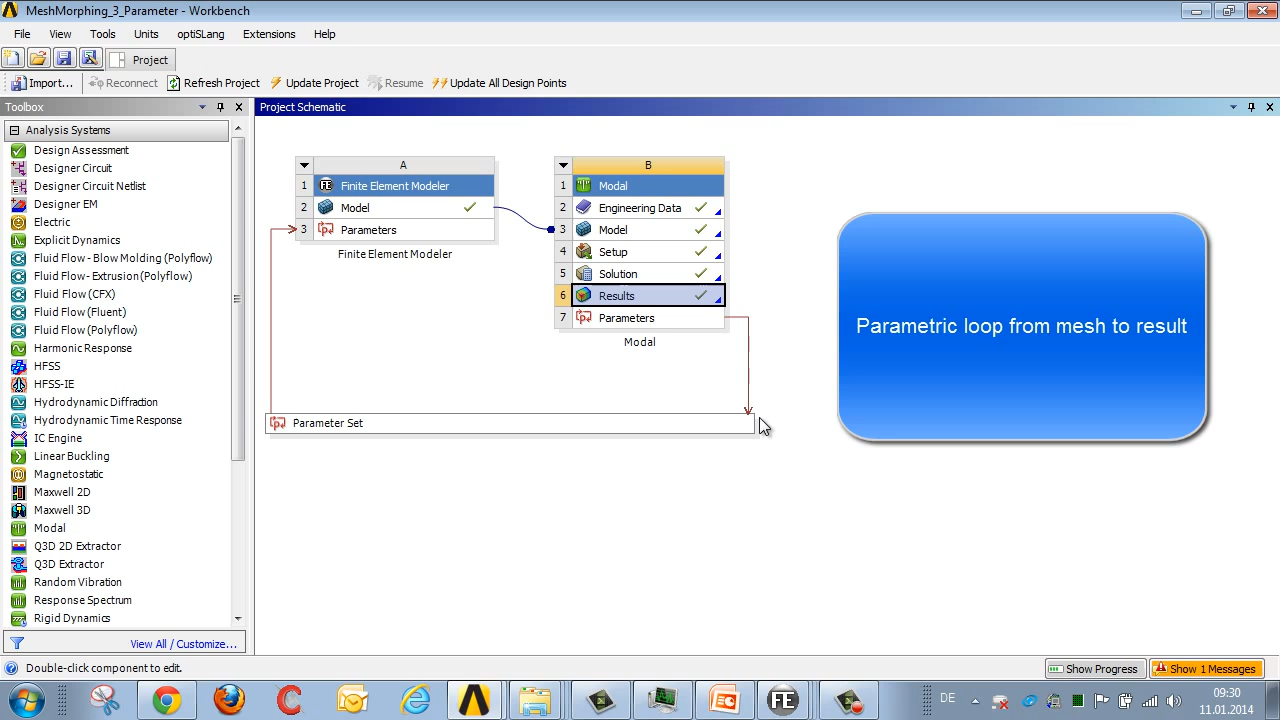 MeshMorphing_3_Parameter - Workbench
File View Tools Units optiSLang Extensions Help
Project
Import... Reconnect Refresh Project Update Project Resume Update All Design Points
Toolbox
Project Schematic
Analysis Systems
Design Assessment
Designer Circuit
Designer Circuit Netlist
Designer EM
Electric
Explicit Dynamics
Fluid Flow - Blow Molding (Polyflow)
Fluid Flow - Extrusion (Polyflow)
Fluid Flow (CFX)
Fluid Flow (Fluent)
Fluid Flow (Polyflow)
Harmonic Response
HFSS
HFSS-IE
Hydrodynamic Diffraction
Hydrodynamic Time Response
IC Engine
Linear Buckling
Magnetostatic
Maxwell 2D
Maxwell 3D
Modal
Q3D 2D Extractor
Q3D Extractor
Random Vibration
Response Spectrum
Rigid Dynamics
View All / Customize...
A
1 FE Finite Element Modeler
2 Model
3 Parameters
Finite Element Modeler
B
1 Modal
2 Engineering Data
3 Model
4 Setup
5 Solution
6 Results
7 Parameters
Modal
Parameter Set
Parametric loop from mesh to result
Double-click component to edit.
Show Progress
Show 1 Messages
FE
DE
09:30
11.01.2014